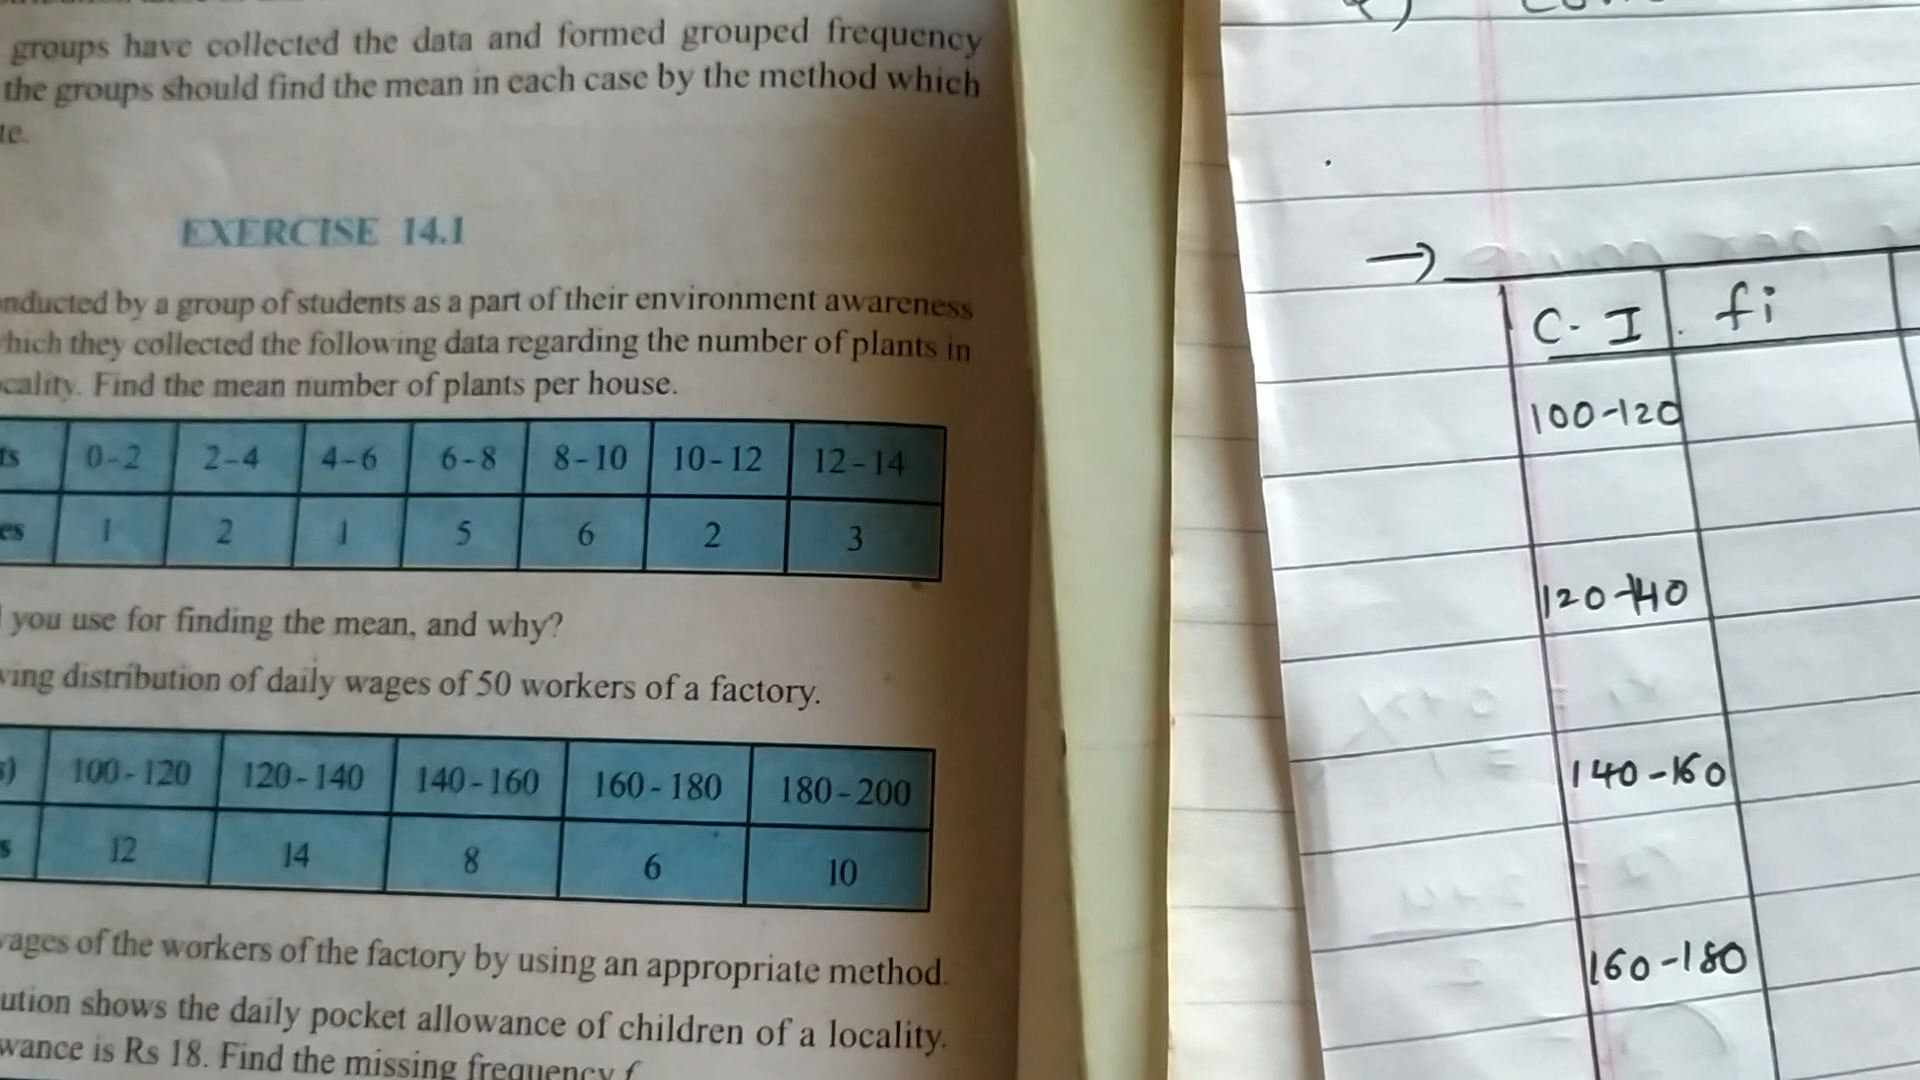 groups have collected the data and formed grouped frequency
the groups should find the mean in each case by the method which
te.
EXERCISE 14.1
nducted by a group of students as a part of their environment awareness
hich they collected the following data regarding the number of plants in
cality. Find the mean number of plants per house.
ts 0-2 2-4 4-6 6-8 8-10 10-12 12-14
es 1 2 1 5 6 2 3
you use for finding the mean, and why?
ving distribution of daily wages of 50 workers of a factory.
s) 100-120 120-140 140-160 160-180 180-200
s 12 14 8 6 10
vages of the workers of the factory by using an appropriate method.
ution shows the daily pocket allowance of children of a locality.
wance is Rs 18. Find the missing frequency f
→
C.I. fi
100-120
120-140
140-160
160-180